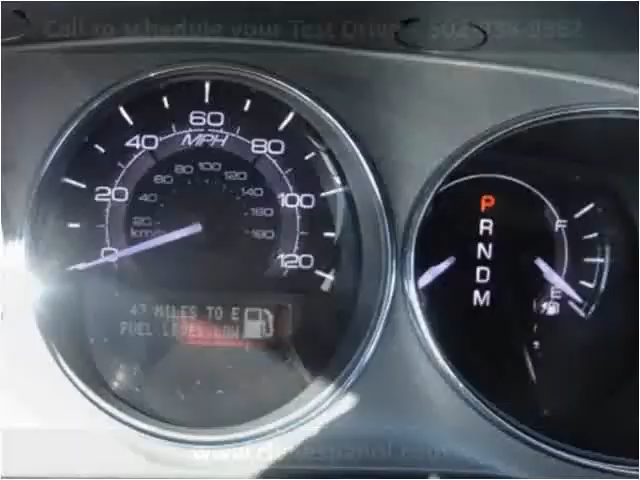 Call to schedule your Test Drive
60
40 MPH 80
100
80 120
60 140
20 40 160 100
20 180
km/h 190
0 120
47 MILES TO E
FUEL LEVEL LOW
P
R
N
D
M
F
E